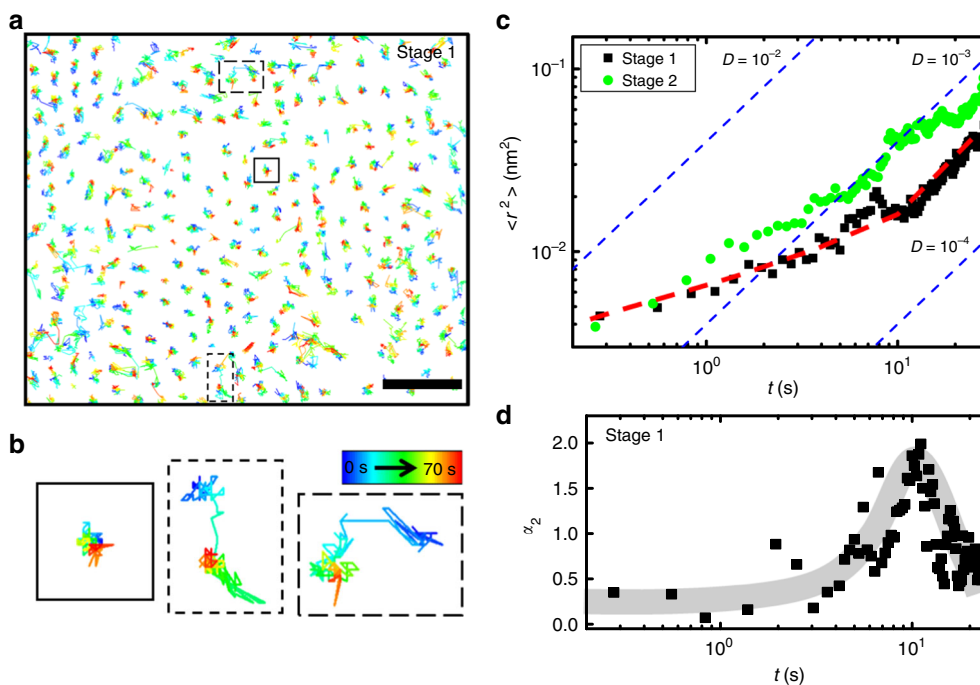 a
Stage 1
b
0 s → 70 s
c
Stage 1
Stage 2
D = 10⁻²
D = 10⁻³
D = 10⁻⁴
10⁻¹
10⁻²
<r²> (nm²)
10⁰
10¹
t (s)
d
Stage 1
2.0
1.5
1.0
0.5
0.0
α₂
10⁰
10¹
t (s)